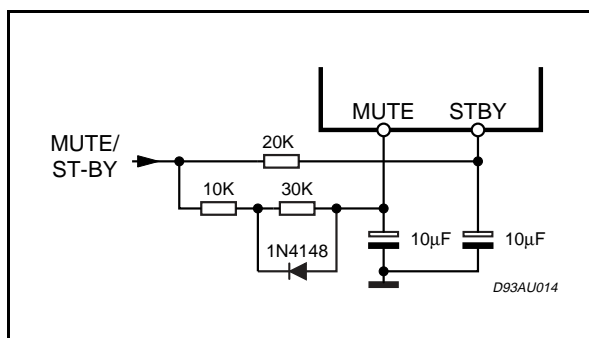 MUTE STBY
MUTE/
ST-BY
20K
10K 30K
1N4148
10μF 10μF
D93AU014